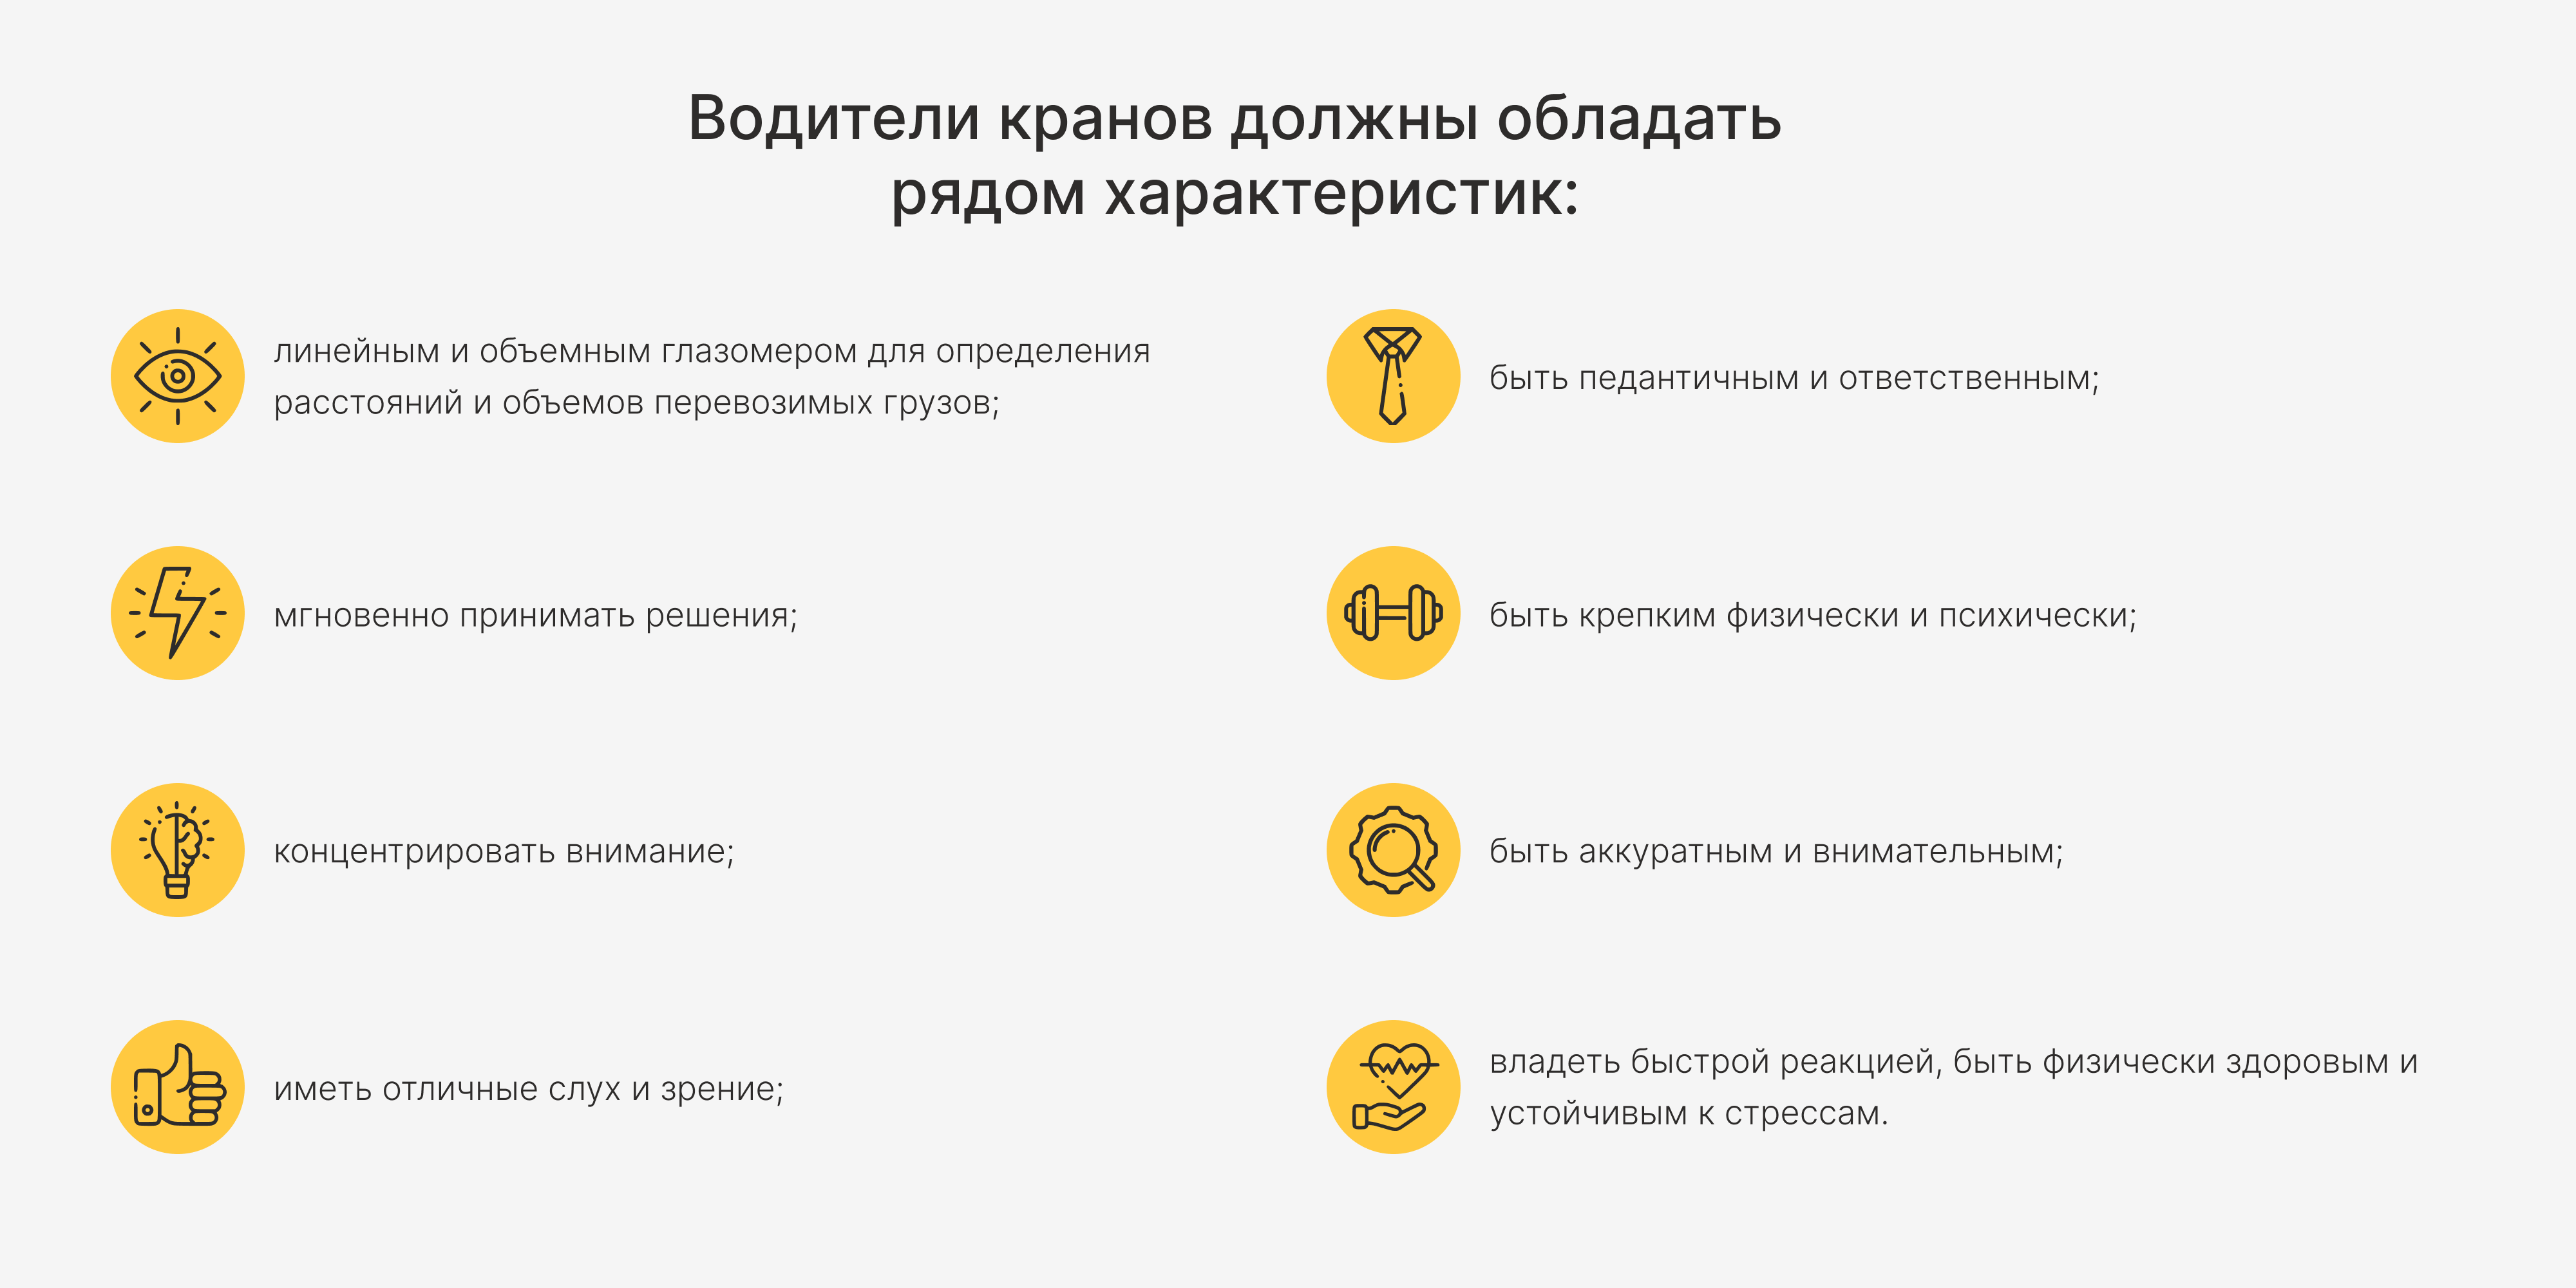 Водители кранов должны обладать
рядом характеристик:
линейным и объемным глазомером для определения
расстояний и объемов перевозимых грузов;
мгновенно принимать решения;
концентрировать внимание;
иметь отличные слух и зрение;
быть педантичным и ответственным;
быть крепким физически и психически;
быть аккуратным и внимательным;
владеть быстрой реакцией, быть физически здоровым и
устойчивым к стрессам.